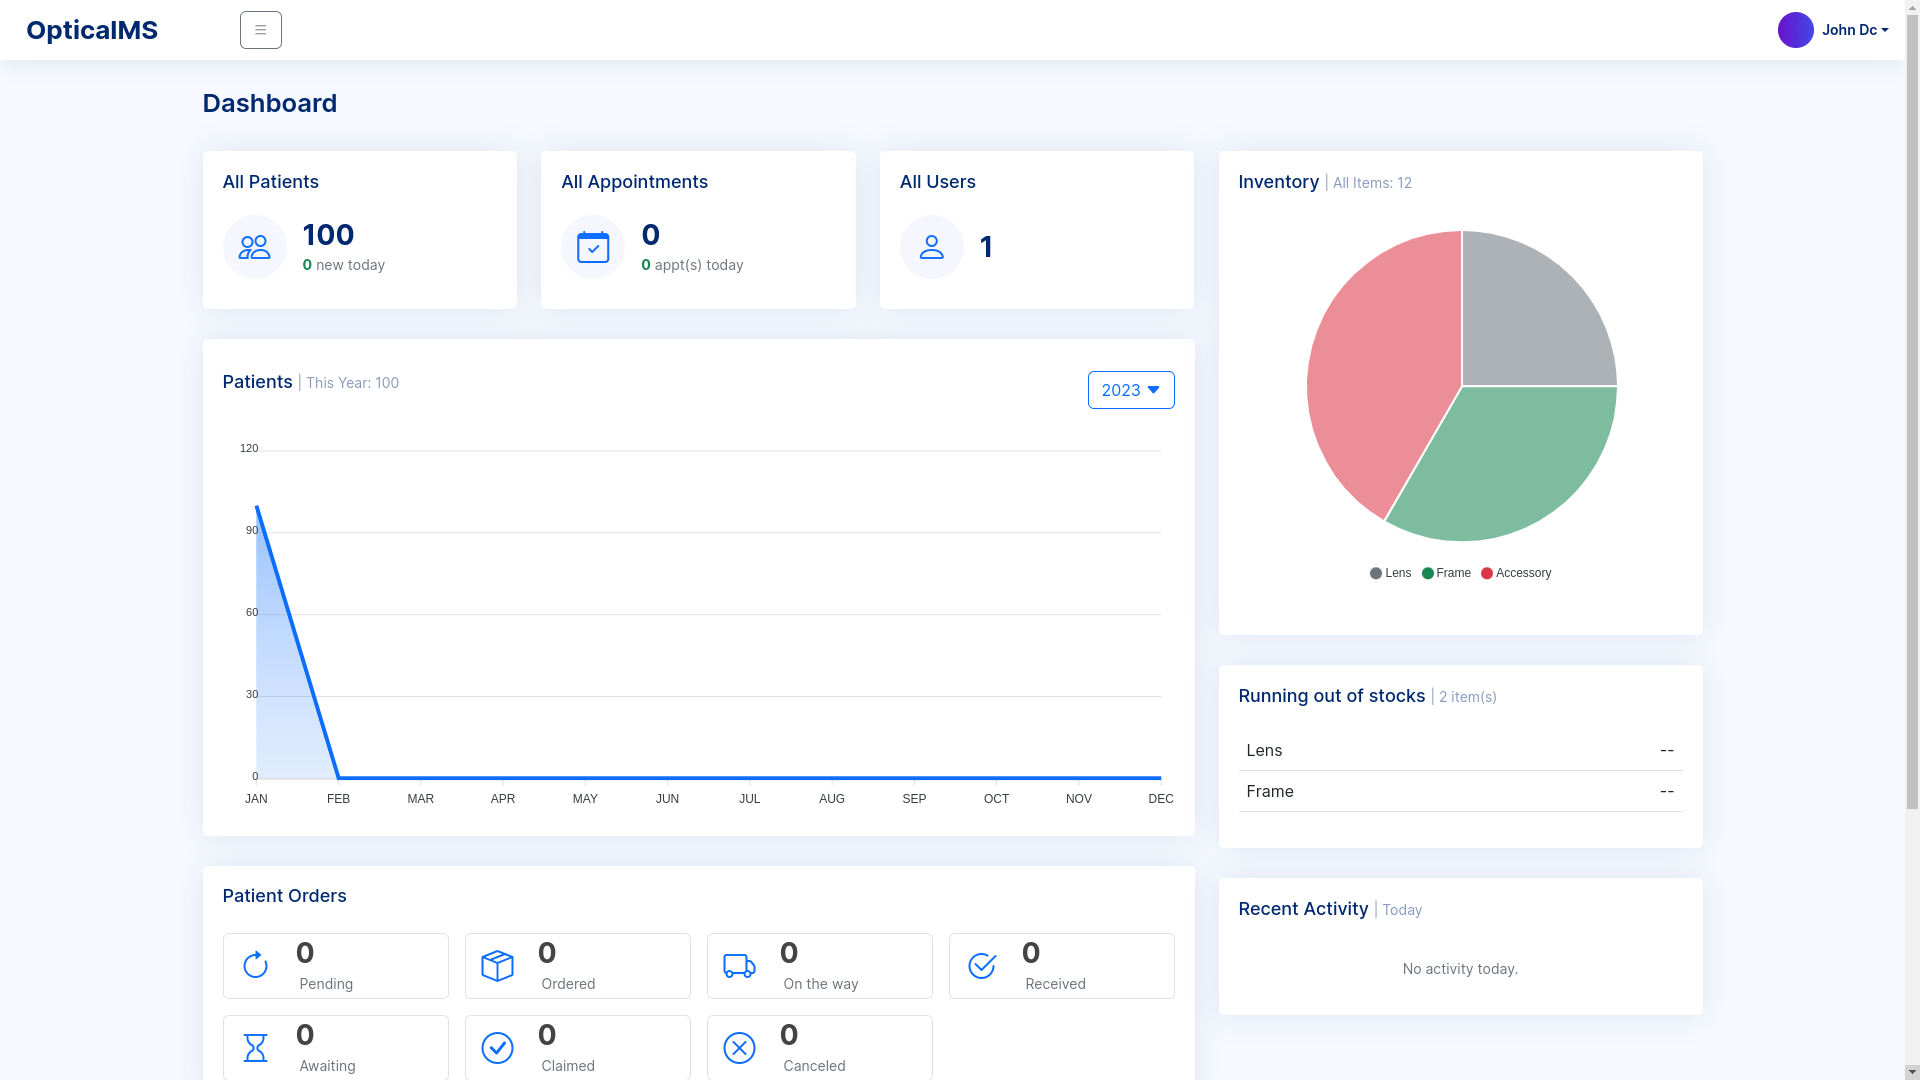 OpticalMS
John Dc
Dashboard
All Patients
100
0 new today
All Appointments
0
0 appt(s) today
All Users
1
Inventory | All Items: 12
Lens Frame Accessory
Patients | This Year: 100
2023
120
90
60
30
0
JAN FEB MAR APR MAY JUN JUL AUG SEP OCT NOV DEC
Running out of stocks | 2 item(s)
Lens --
Frame --
Patient Orders
0
Pending
0
Ordered
0
On the way
0
Received
0
Awaiting
0
Claimed
0
Canceled
Recent Activity | Today
No activity today.